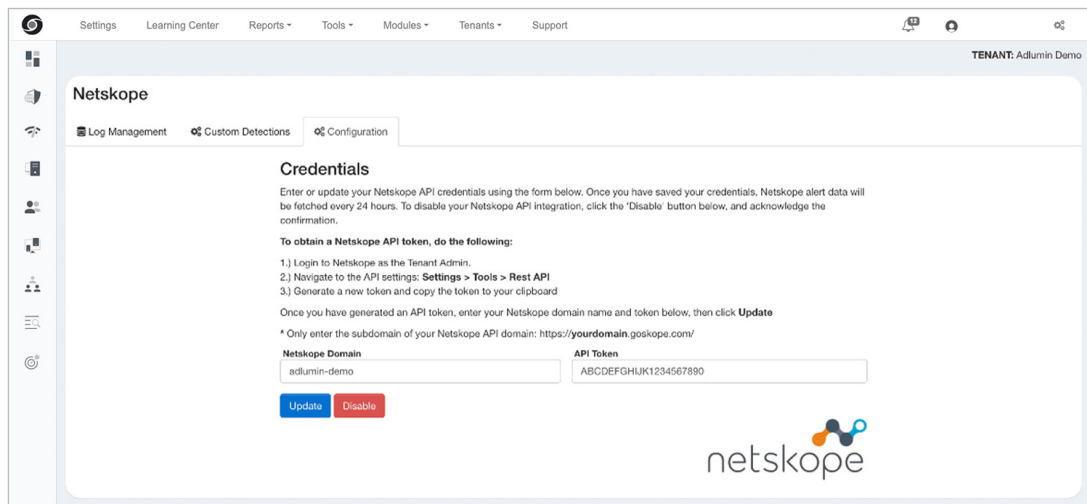 Settings Learning Center Reports Tools Modules Tenants Support 12
TENANT: Adlumin Demo
Netskope
Log Management Custom Detections Configuration
Credentials
Enter or update your Netskope API credentials using the form below. Once you have saved your credentials, Netskope alert data will
be fetched every 24 hours. To disable your Netskope API integration, click the 'Disable' button below, and acknowledge the
confirmation.
To obtain a Netskope API token, do the following:
1.) Login to Netskope as the Tenant Admin.
2.) Navigate to the API settings: Settings > Tools > Rest API
3.) Generate a new token and copy the token to your clipboard
Once you have generated an API token, enter your Netskope domain name and token below, then click Update
* Only enter the subdomain of your Netskope API domain: https://yourdomain.goskope.com/
Netskope Domain API Token
adlumin-demo ABCDEFGHIJK1234567890
Update Disable
netskope